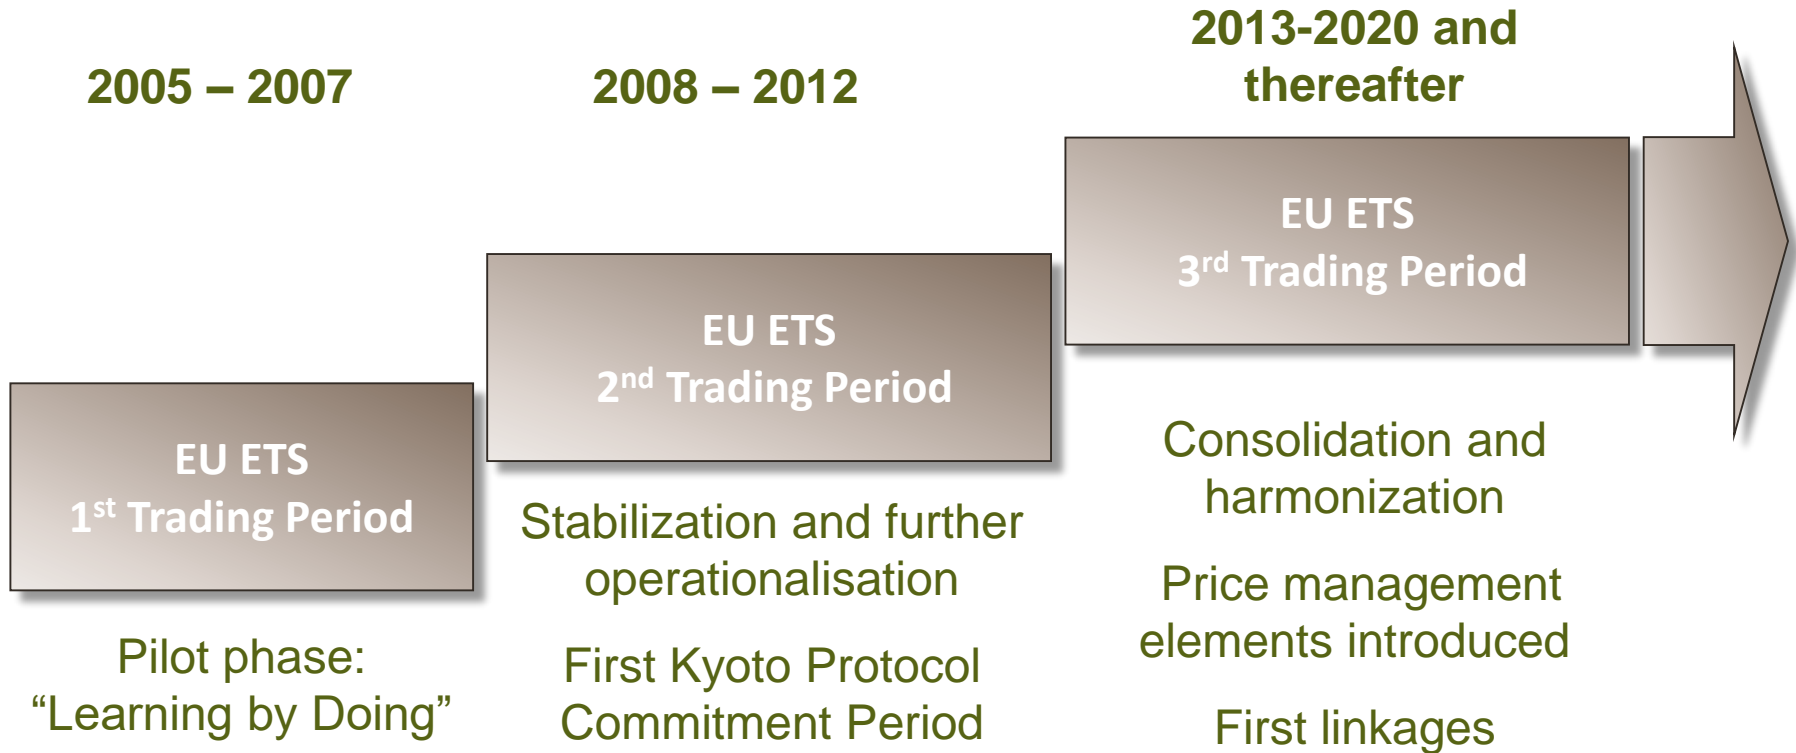 2005 – 2007
2008 – 2012
2013-2020 and
thereafter
EU ETS
1st Trading Period
EU ETS
2nd Trading Period
EU ETS
3rd Trading Period
Pilot phase:
“Learning by Doing”
Stabilization and further
operationalisation
First Kyoto Protocol
Commitment Period
Consolidation and
harmonization
Price management
elements introduced
First linkages